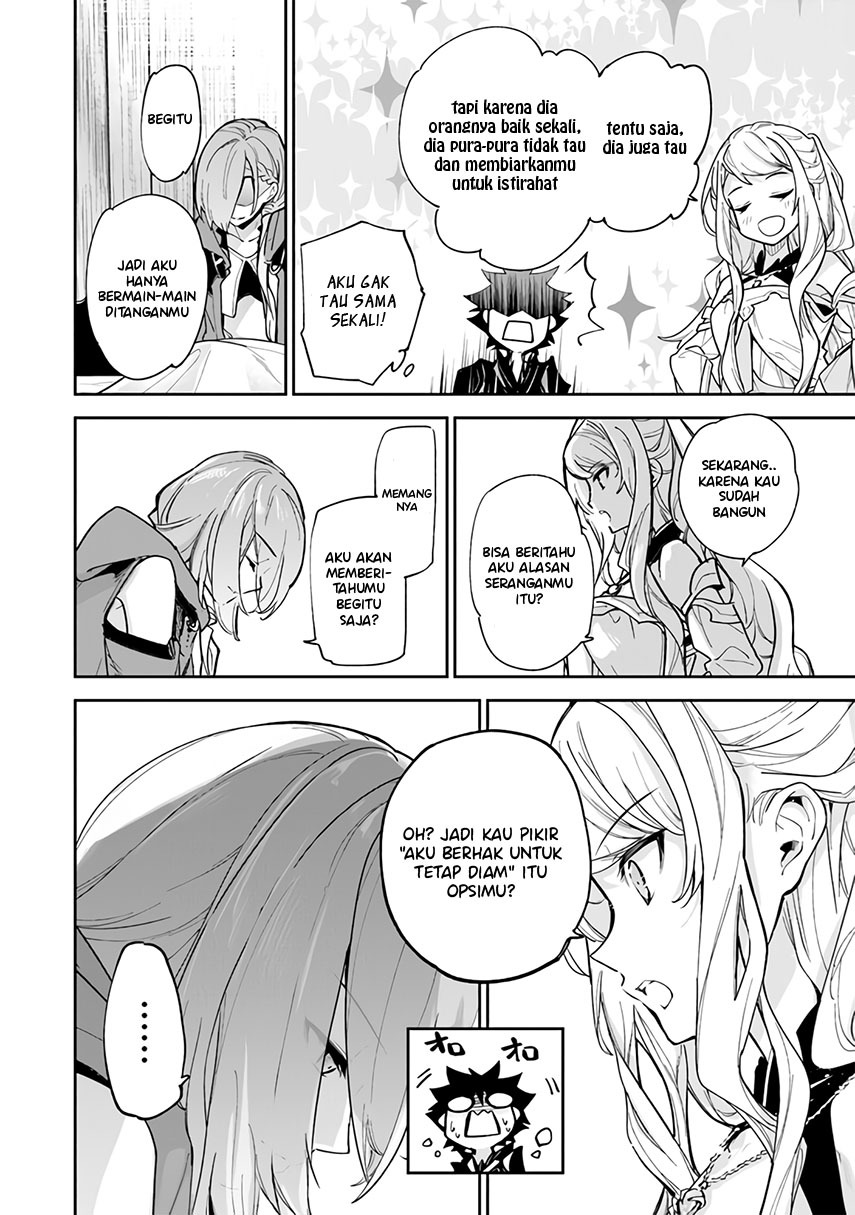 tentu saja,
dia juga tau
tapi karena dia
orangnya baik sekali,
dia pura-pura tidak tau
dan membiarkanmu
untuk istirahat
AKU GAK
TAU SAMA
SEKALI!
BEGITU
JADI AKU
HANYA
BERMAIN-MAIN
DITANGANMU
SEKARANG..
KARENA KAU
SUDAH
BANGUN
BISA BERITAHU
AKU ALASAN
SERANGANMU
ITU?
MEMANG
NYA
AKU AKAN
MEMBERI-
TAHUMU
BEGITU
SAJA?
OH? JADI KAU PIKIR
"AKU BERHAK UNTUK
TETAP DIAM" ITU
OPSIMU?
......
オロ
オロ